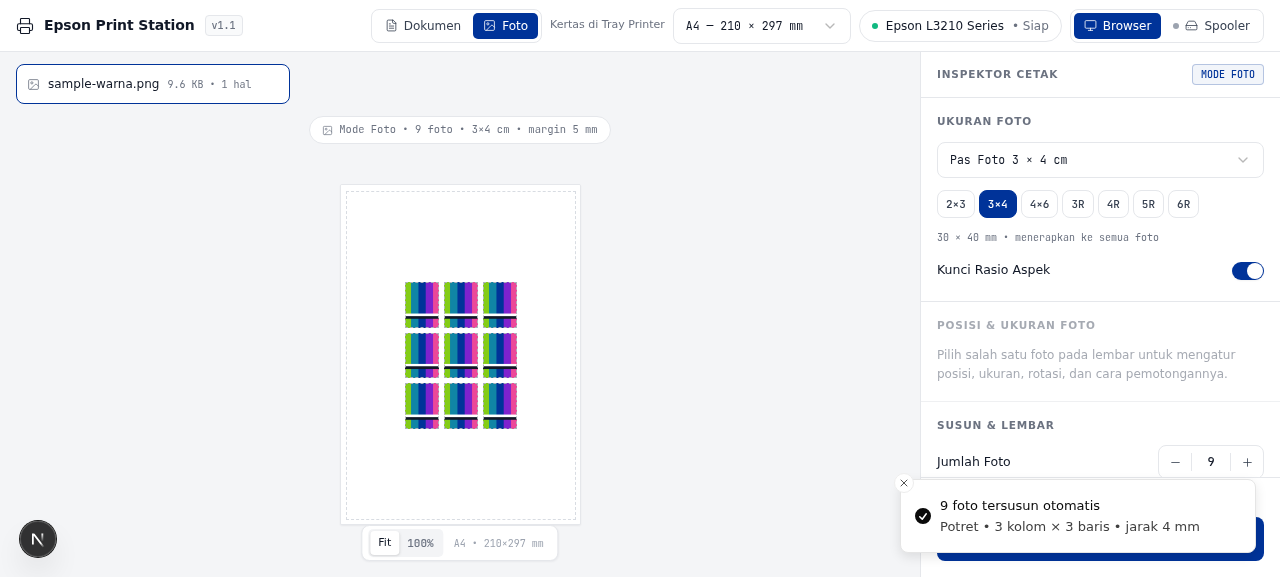 Epson Print Station v1.1
Dokumen Foto Kertas di Tray Printer A4 — 210 × 297 mm Epson L3210 Series • Siap Browser Spooler
sample-warna.png 9.6 KB • 1 hal
Mode Foto • 9 foto • 3×4 cm • margin 5 mm
Fit 100% A4 • 210×297 mm
N
INSPEKTOR CETAK MODE FOTO
UKURAN FOTO
Pas Foto 3 × 4 cm
2×3 3×4 4×6 3R 4R 5R 6R
30 × 40 mm • menerapkan ke semua foto
Kunci Rasio Aspek
POSISI & UKURAN FOTO
Pilih salah satu foto pada lembar untuk mengatur
posisi, ukuran, rotasi, dan cara pemotongannya.
SUSUN & LEMBAR
Jumlah Foto − 9 +
9 foto tersusun otomatis
Potret • 3 kolom × 3 baris • jarak 4 mm